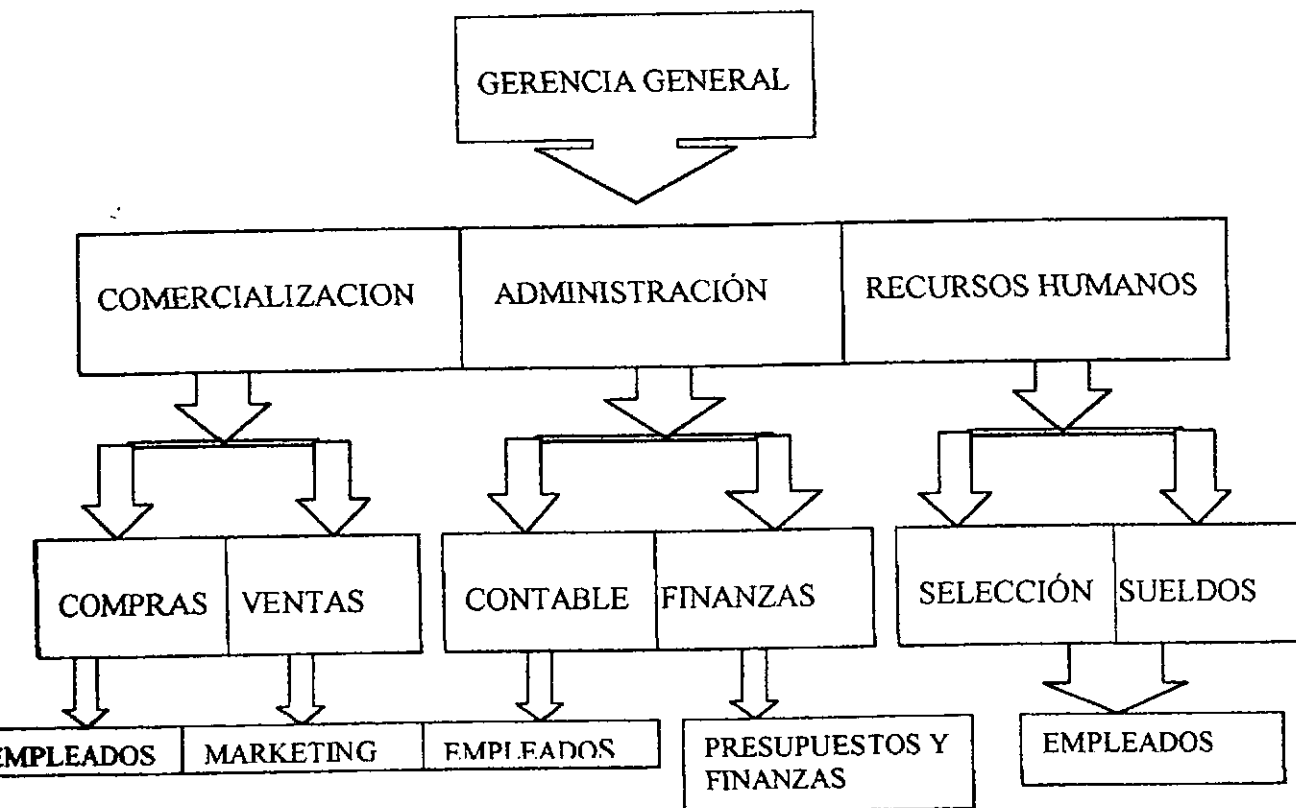 GERENCIA GENERAL
COMERCIALIZACION
ADMINISTRACIÓN
RECURSOS HUMANOS
COMPRAS
VENTAS
CONTABLE
FINANZAS
SELECCIÓN
SUELDOS
EMPLEADOS
MARKETING
EMPLEADOS
PRESUPUESTOS Y
FINANZAS
EMPLEADOS